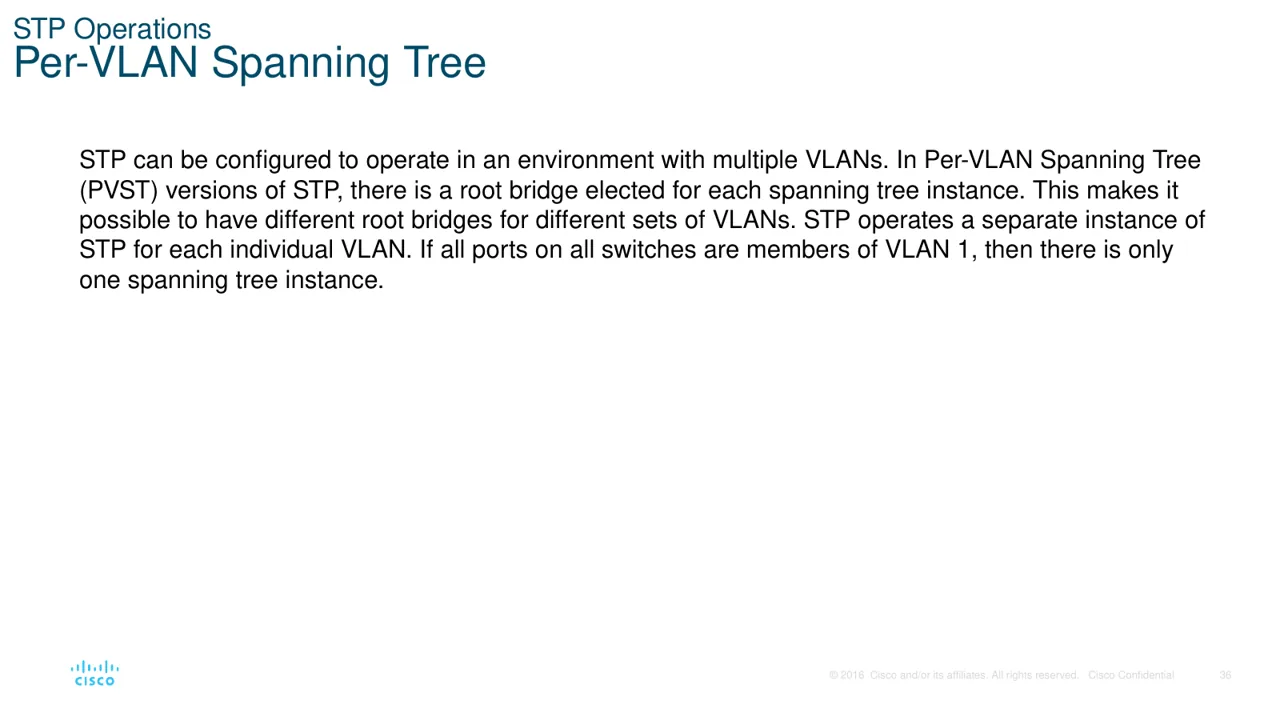 STP Operations
Per-VLAN Spanning Tree
STP can be configured to operate in an environment with multiple VLANs. In Per-VLAN Spanning Tree
(PVST) versions of STP, there is a root bridge elected for each spanning tree instance. This makes it
possible to have different root bridges for different sets of VLANs. STP operates a separate instance of
STP for each individual VLAN. If all ports on all switches are members of VLAN 1, then there is only
one spanning tree instance.
CISCO
© 2016 Cisco and/or its affiliates. All rights reserved. Cisco Confidential 36